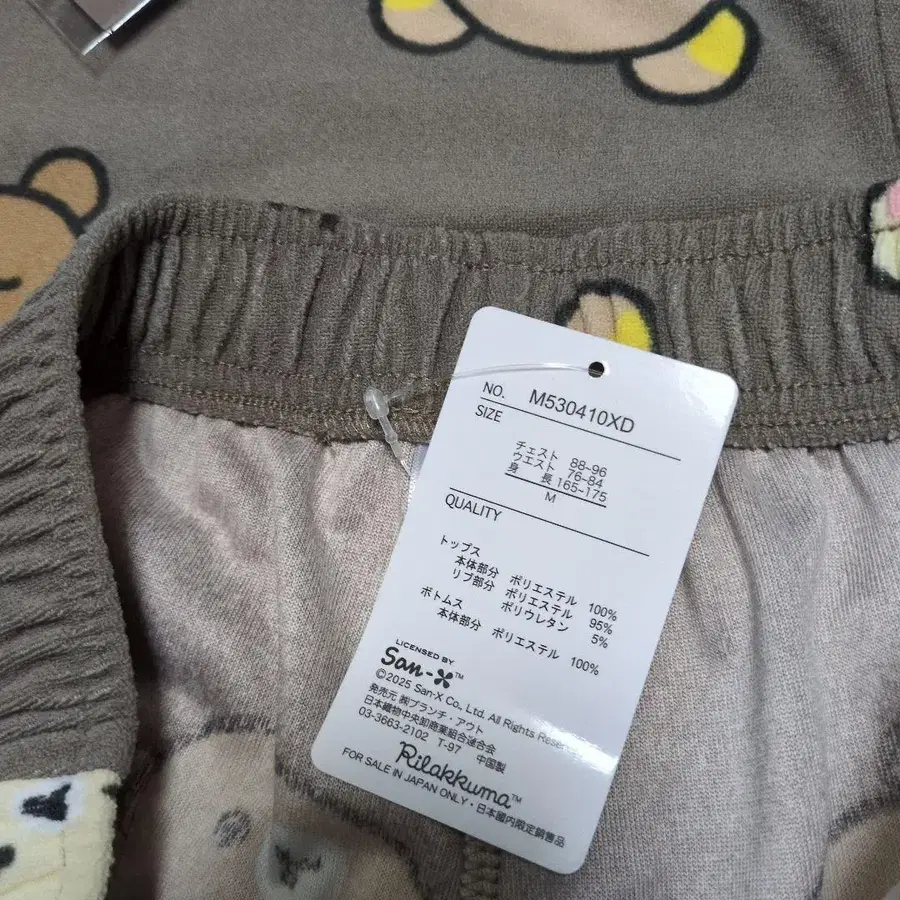 NO. M530410XD
SIZE
チェスト 88-96
ウエスト 76-84
身 長 165-175
M
QUALITY
トップス
本体部分 ポリエステル 100%
リブ部分 ポリエステル 95%
ポリウレタン 5%
ボトムス
本体部分 ポリエステル 100%
LICENSED BY
San-X™
©2025 San-X Co., Ltd. All Rights Reserved.
発売元 ㈱ブランチ・アウト
日本織物中央卸商業組合連合会
03-3663-2102 T-97 中国製
Rilakkuma™
FOR SALE IN JAPAN ONLY・日本国内限定販売品